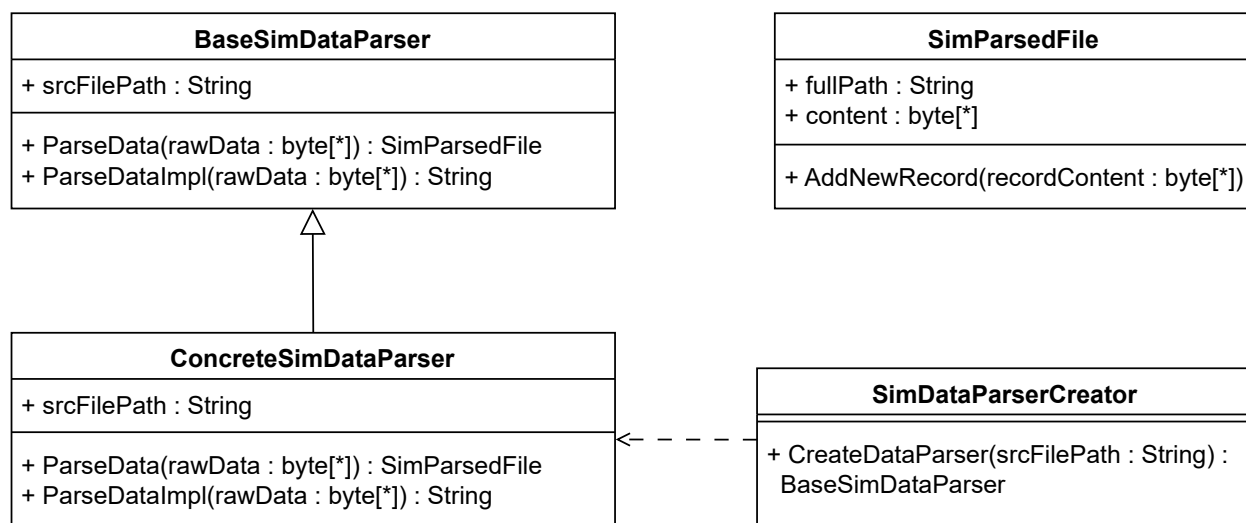 BaseSimDataParser
+ srcFilePath : String
+ ParseData(rawData : byte[*]) : SimParsedFile
+ ParseDataImpl(rawData : byte[*]) : String
SimParsedFile
+ fullPath : String
+ content : byte[*]
+ AddNewRecord(recordContent : byte[*])
ConcreteSimDataParser
+ srcFilePath : String
+ ParseData(rawData : byte[*]) : SimParsedFile
+ ParseDataImpl(rawData : byte[*]) : String
SimDataParserCreator
+ CreateDataParser(srcFilePath : String) :
BaseSimDataParser